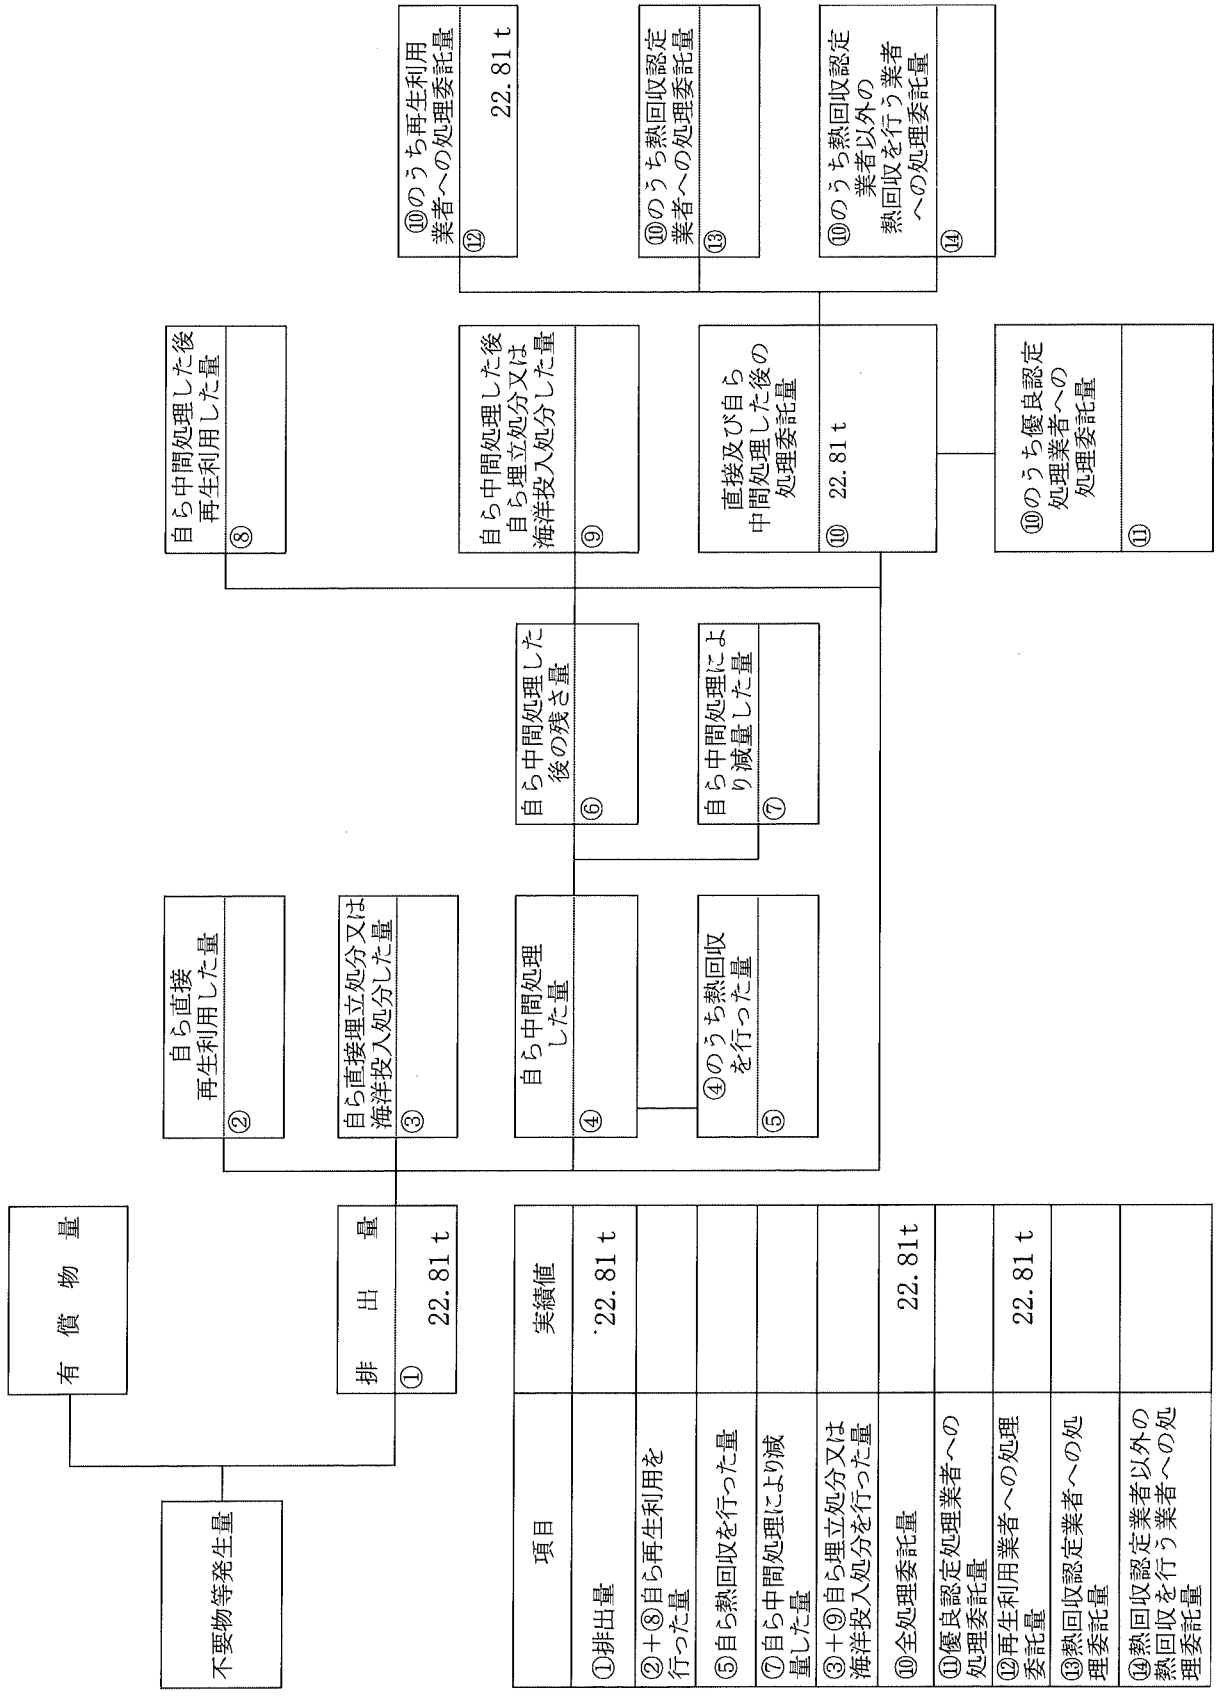 不要物等発生量
有償物量
排出量
①
22.81 t
自ら直接
再生利用した量
②
自ら直接埋立処分又は
海洋投入処分した量
③
自ら中間処理
した量
④
④のうち熱回収
を行った量
⑤
自ら中間処理した
後の残さ量
⑥
自ら中間処理によ
り減量した量
⑦
自ら中間処理した後
再生利用した量
⑧
自ら中間処理した後
自ら埋立処分又は
海洋投入処分した量
⑨
直接及び自ら
中間処理した後の
処理委託量
⑩ 22.81 t
⑩のうち優良認定
処理業者への
処理委託量
⑪
⑩のうち再生利用
業者への処理委託量
⑫
22.81 t
⑩のうち熱回収認定
業者への処理委託量
⑬
⑩のうち熱回収認定
業者以外の
熱回収を行う業者
への処理委託量
⑭
項目 実績値
①排出量 22.81 t
②+⑧自ら再生利用を
行った量
⑤自ら熱回収を行った量
⑦自ら中間処理により減
量した量
③+⑨自ら埋立処分又は
海洋投入処分を行った量
⑩全処理委託量 22.81t
⑪優良認定処理業者への
処理委託量
⑫再生利用業者への処理
委託量 22.81 t
⑬熱回収認定業者への処
理委託量
⑭熱回収認定業者以外の
熱回収を行う業者への処
理委託量